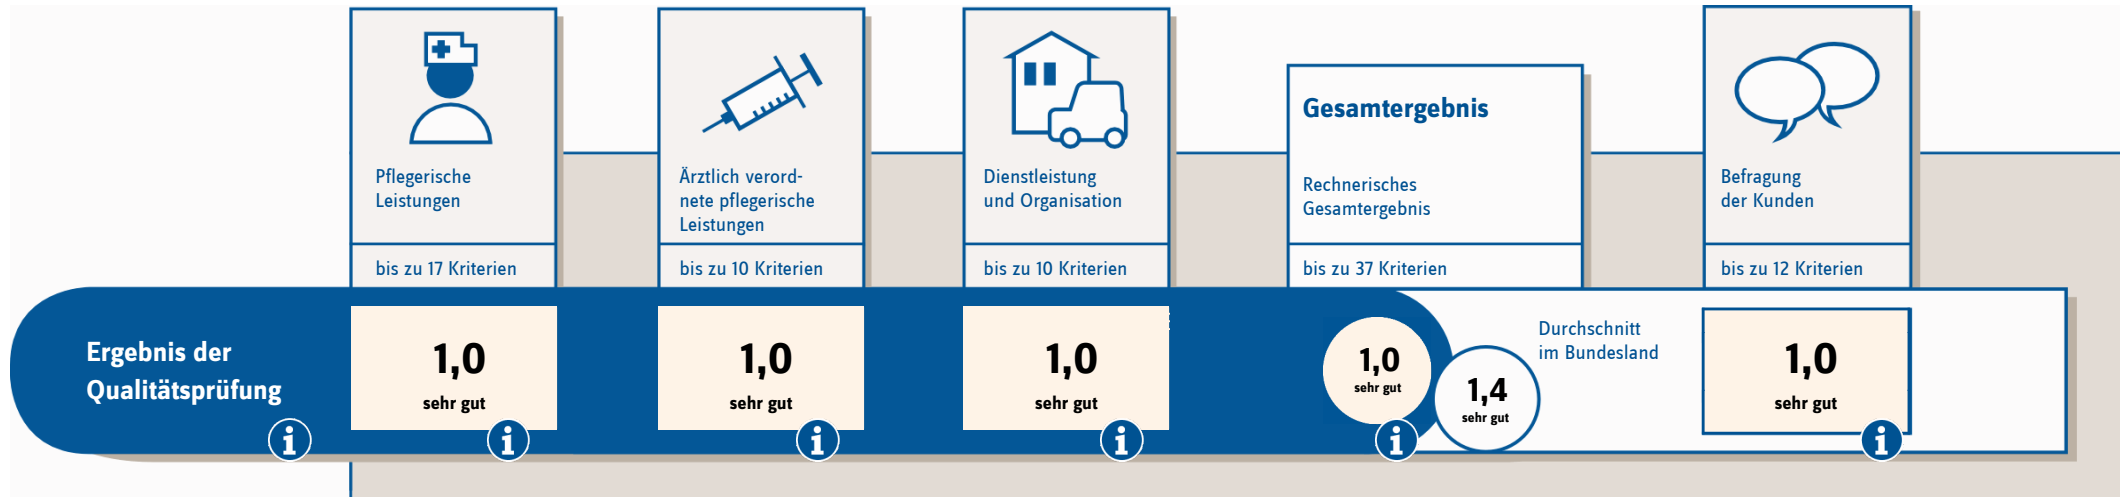 Pflegerische
Leistungen
bis zu 17 Kriterien
Ärztlich verord-
nete pflegerische
Leistungen
bis zu 10 Kriterien
Dienstleistung
und Organisation
bis zu 10 Kriterien
Gesamtergebnis
Rechnerisches
Gesamtergebnis
bis zu 37 Kriterien
Befragung
der Kunden
bis zu 12 Kriterien
Ergebnis der
Qualitätsprüfung
i
1,0
sehr gut
i
1,0
sehr gut
i
1,0
sehr gut
i
1,0
sehr gut
i
1,4
sehr gut
Durchschnitt
im Bundesland
1,0
sehr gut
i